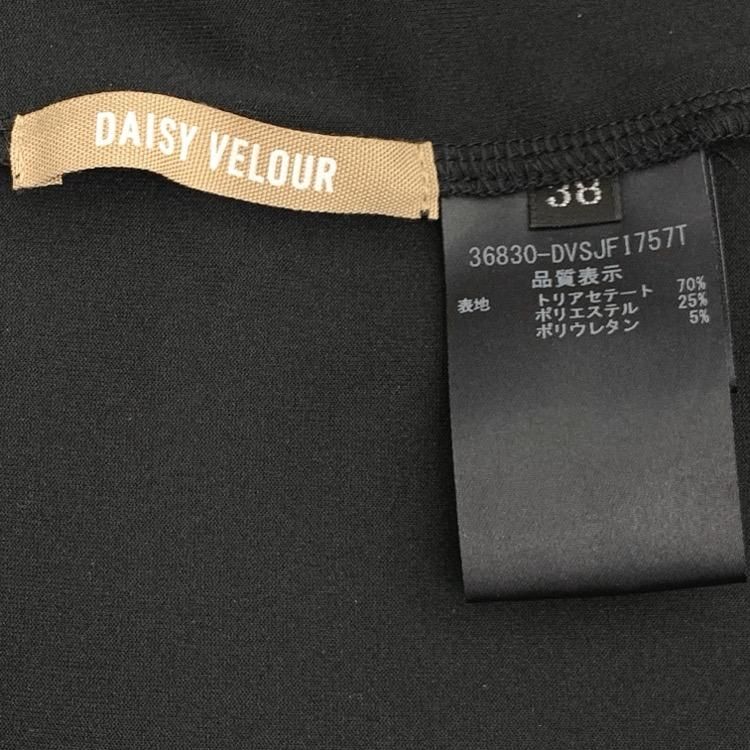 DAISY VELOUR
38
36830-DVSJF1757T
品質表示
表地 トリアセテート 70%
ポリエステル 25%
ポリウレタン 5%